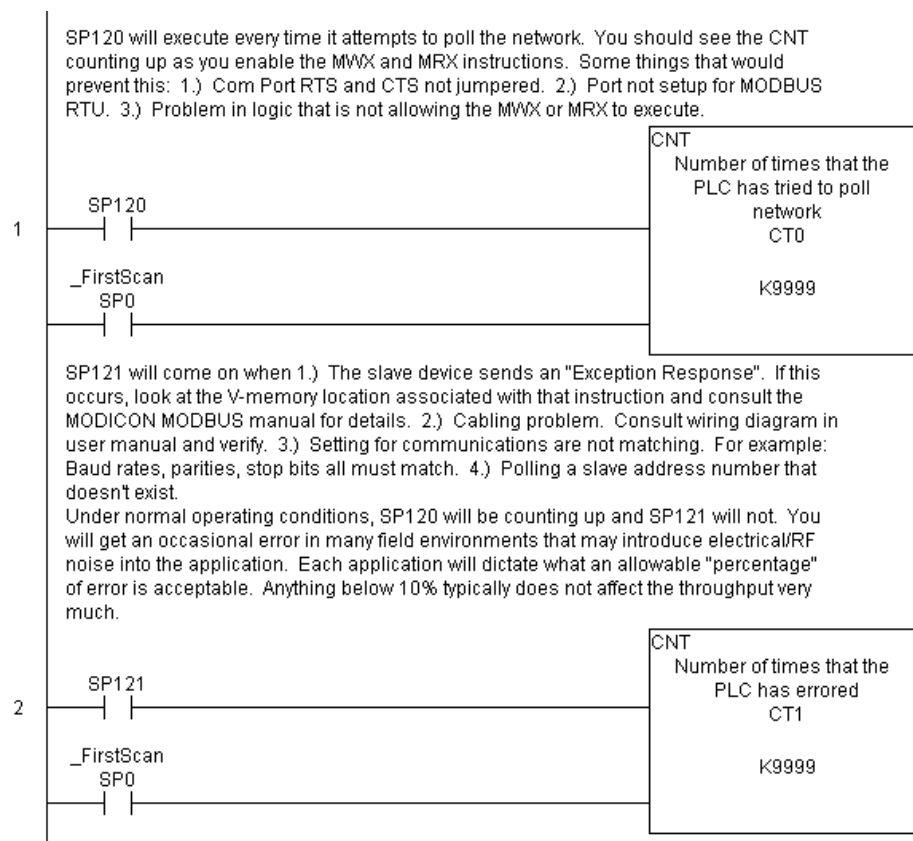 SP120 will execute every time it attempts to poll the network. You should see the CNT
counting up as you enable the MWX and MRX instructions. Some things that would
prevent this: 1.) Com Port RTS and CTS not jumpered. 2.) Port not setup for MODBUS
RTU. 3.) Problem in logic that is not allowing the MWX or MRX to execute.
CNT
Number of times that the
PLC has tried to poll
network
CT0
K9999
SP120
1
_FirstScan
SP0
SP121 will come on when 1.) The slave device sends an "Exception Response". If this
occurs, look at the V-memory location associated with that instruction and consult the
MODICON MODBUS manual for details. 2.) Cabling problem. Consult wiring diagram in
user manual and verify. 3.) Setting for communications are not matching. For example:
Baud rates, parities, stop bits all must match. 4.) Polling a slave address number that
doesn't exist.
Under normal operating conditions, SP120 will be counting up and SP121 will not. You
will get an occasional error in many field environments that may introduce electrical/RF
noise into the application. Each application will dictate what an allowable "percentage"
of error is acceptable. Anything below 10% typically does not affect the throughput very
much.
CNT
Number of times that the
PLC has errored
CT1
K9999
SP121
2
_FirstScan
SP0